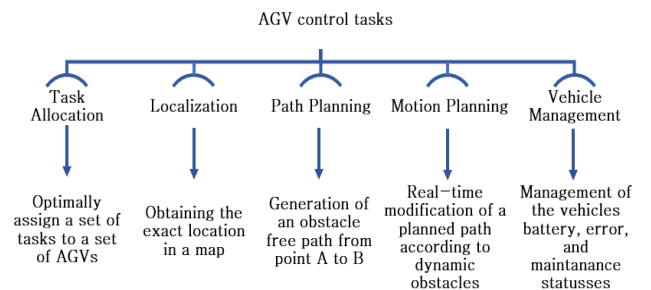 AGV control tasks
Task
Allocation
Localization
Path Planning
Motion Planning
Vehicle
Management
Optimally
assign a set of
tasks to a set
of AGVs
Obtaining the
exact location
in a map
Generation of
an obstacle
free path from
point A to B
Real-time
modification of a
planned path
according to
dynamic
obstacles
Management of
the vehicles
battery, error,
and
maintanance
statusses